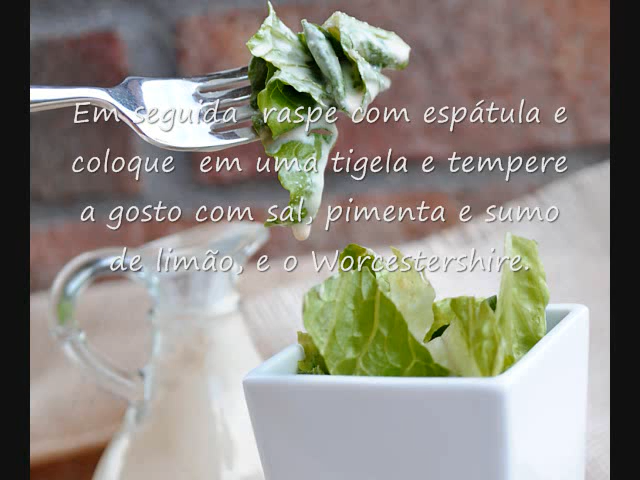 Em seguida raspe com espátula e
coloque em uma tigela e tempere
a gosto com sal, pimenta e sumo
de limão, e o Worcestershire.